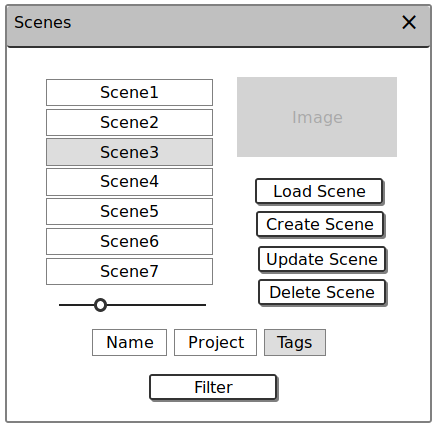 Scenes ×
Scene1
Scene2
Scene3
Scene4
Scene5
Scene6
Scene7
Image
Load Scene
Create Scene
Update Scene
Delete Scene
Name Project Tags
Filter